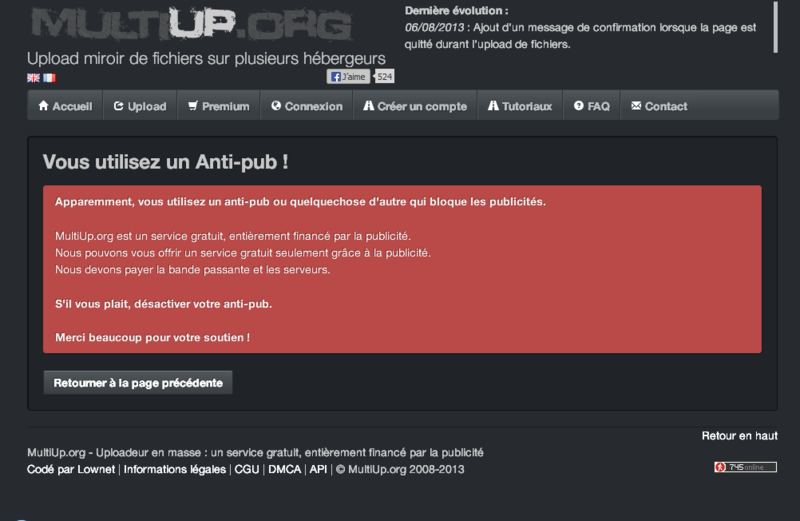 MULTIUP.ORG
Upload miroir de fichiers sur plusieurs hébergeurs
J'aime 524
Dernière évolution :
06/08/2013 : Ajout d'un message de confirmation lorsque la page est
quitté durant l'upload de fichiers.
Accueil Upload Premium Connexion Créer un compte Tutoriaux FAQ Contact
Vous utilisez un Anti-pub !
Apparemment, vous utilisez un anti-pub ou quelquechose d'autre qui bloque les publicités.
MultiUp.org est un service gratuit, entièrement financé par la publicité.
Nous pouvons vous offrir un service gratuit seulement grâce à la publicité.
Nous devons payer la bande passante et les serveurs.
S'il vous plait, désactiver votre anti-pub.
Merci beaucoup pour votre soutien !
Retourner à la page précédente
Retour en haut
MultiUp.org - Uploadeur en masse : un service gratuit, entièrement financé par la publicité
Codé par Lownet | Informations légales | CGU | DMCA | API | © MultiUp.org 2008-2013
745 online